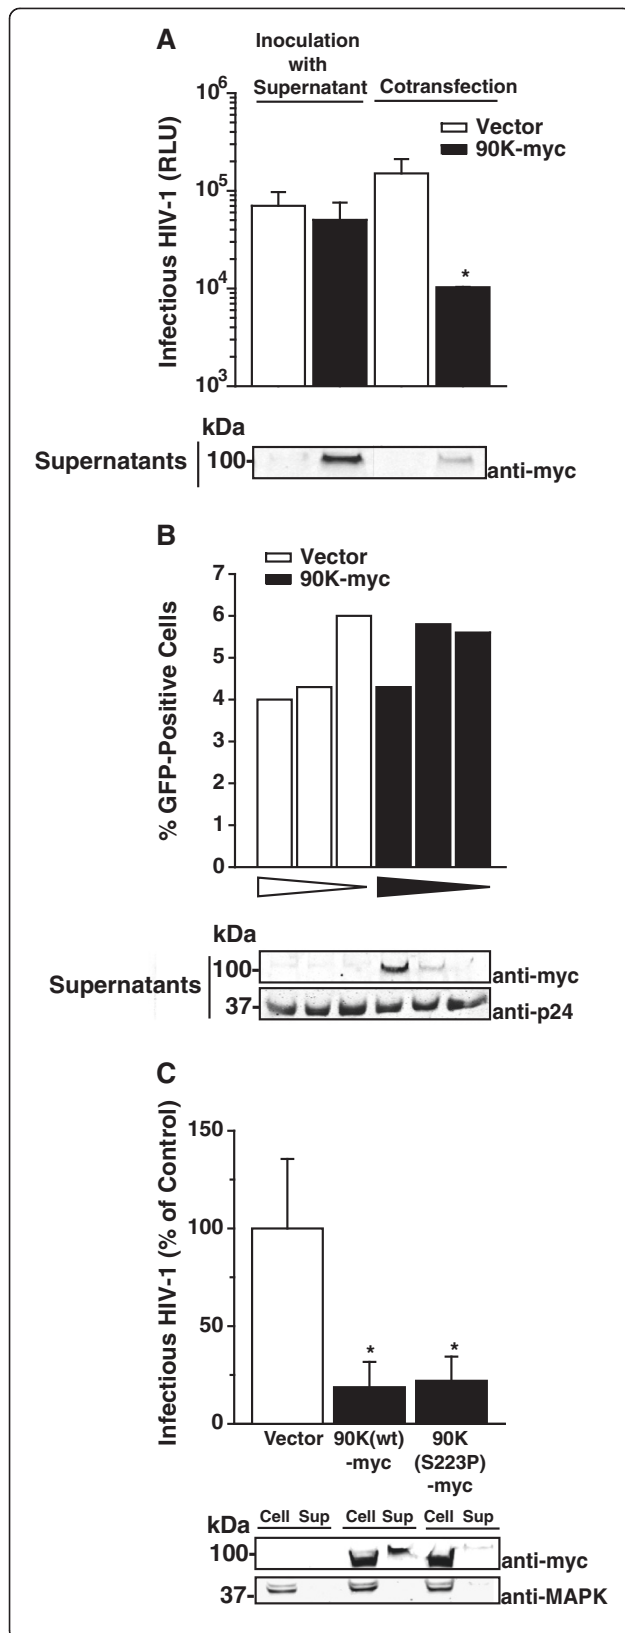 A
Inoculation
with
Supernatant
Cotransfection
Vector
90K-myc
Infectious HIV-1 (RLU)
10^6
10^5
10^4
10^3
*
kDa
Supernatants
100-
anti-myc
B
Vector
90K-myc
% GFP-Positive Cells
7
6
5
4
3
2
1
0
kDa
Supernatants
100-
anti-myc
37-
anti-p24
C
Infectious HIV-1 (% of Control)
150
100
50
0
* *
Vector 90K(wt) 90K
-myc (S223P)
-myc
Cell Sup Cell Sup Cell Sup
kDa
100-
anti-myc
37-
anti-MAPK